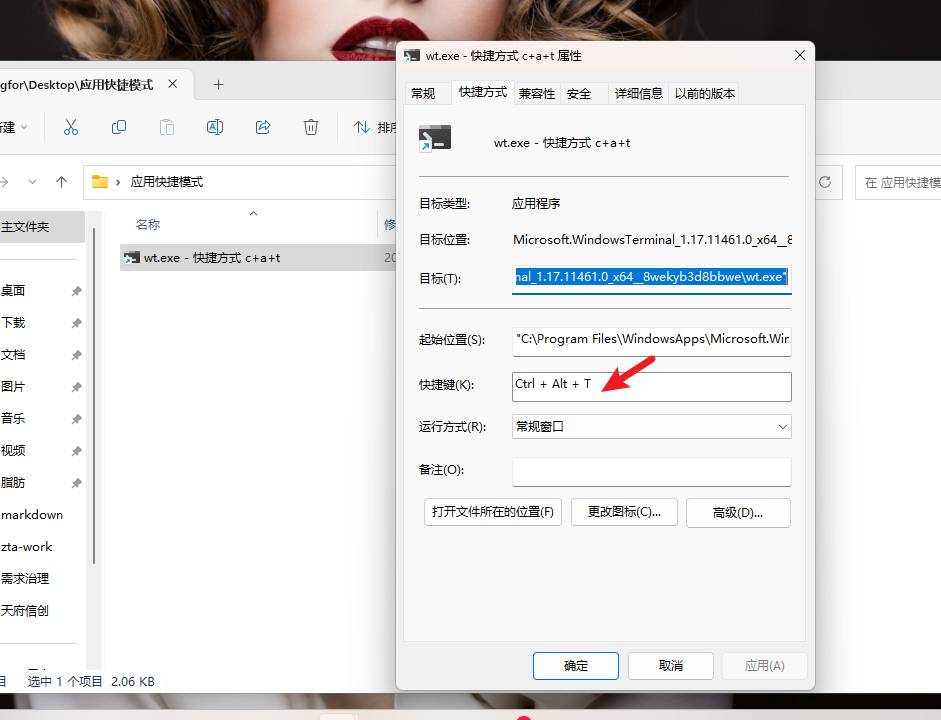 gfor\Desktop\应用快捷模式
建
排序
应用快捷模式
在 应用快捷模
主文件夹
名称
修
wt.exe - 快捷方式 c+a+t
20
桌面
下载
文档
图片
音乐
视频
脂肪
markdown
zta-work
需求治理
天府信创
选中 1 个项目 2.06 KB
wt.exe - 快捷方式 c+a+t 属性
常规
快捷方式
兼容性
安全
详细信息
以前的版本
wt.exe - 快捷方式 c+a+t
目标类型: 应用程序
目标位置: Microsoft.WindowsTerminal_1.17.11461.0_x64__8
目标(T): nal_1.17.11461.0_x64__8wekyb3d8bbwe\wt.exe"
起始位置(S): "C:\Program Files\WindowsApps\Microsoft.Wir
快捷键(K): Ctrl + Alt + T
运行方式(R): 常规窗口
备注(O):
打开文件所在的位置(F)
更改图标(C)...
高级(D)...
确定
取消
应用(A)